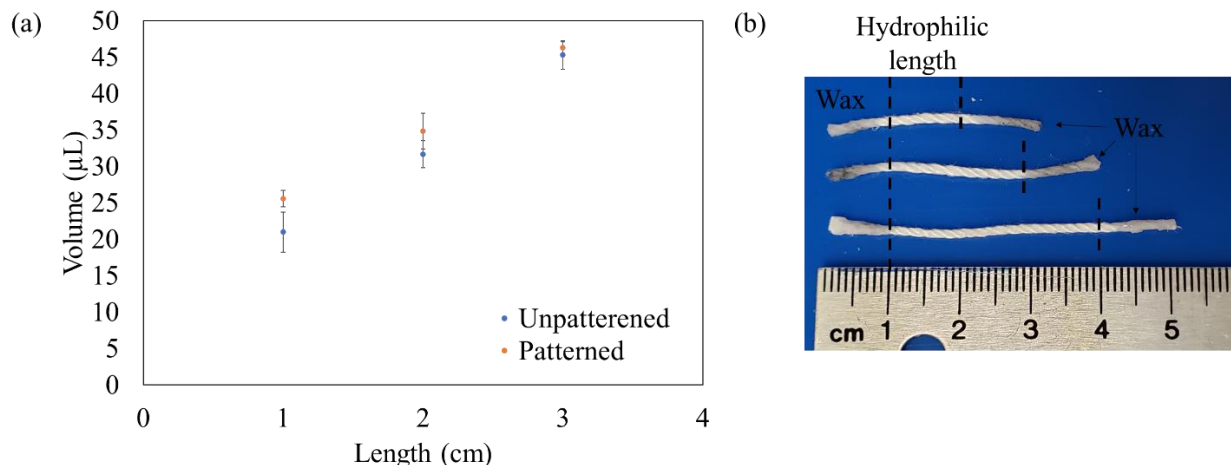 (a)
50
45
40
35
30
25
20
15
10
5
0
Volume (µL)
0
1
2
3
4
Length (cm)
Unpatterened
Patterned
(b)
Hydrophilic
length
Wax
Wax
cm 1 2 3 4 5